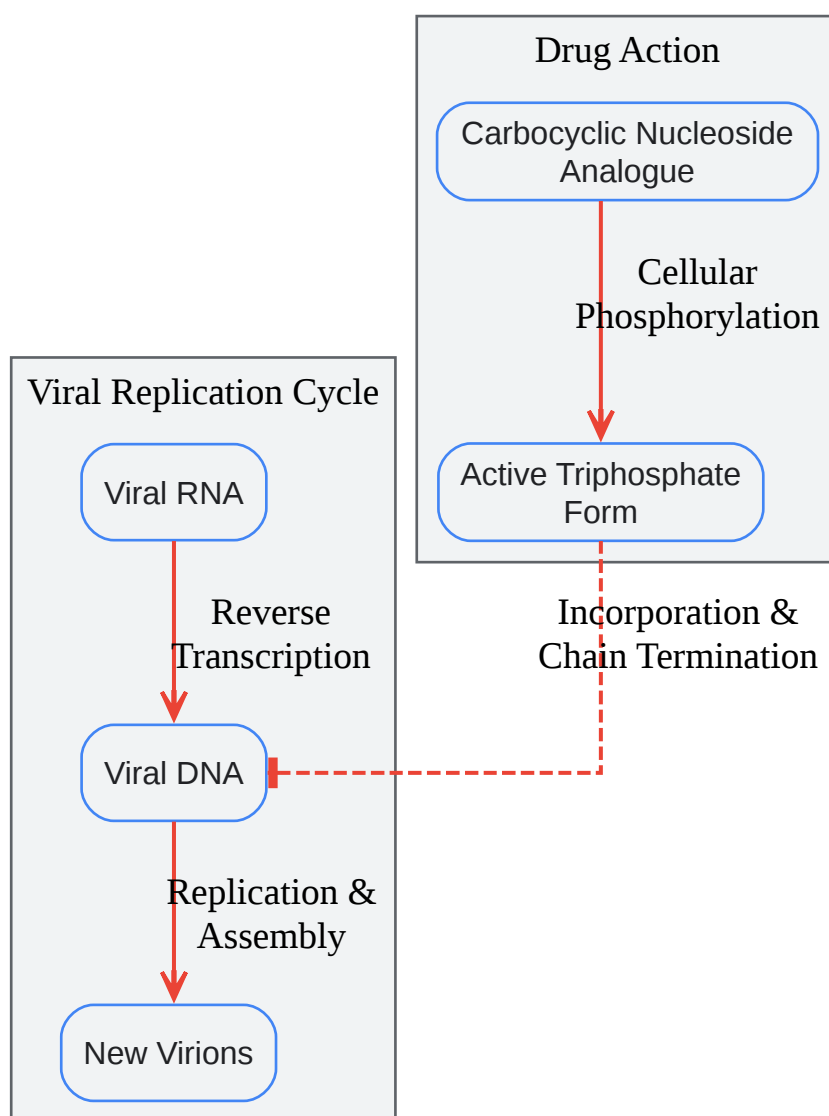 Drug Action
Carbocyclic Nucleoside
Analogue
Cellular
Phosphorylation
Active Triphosphate
Form
Incorporation &
Chain Termination
Viral Replication Cycle
Viral RNA
Reverse
Transcription
Viral DNA
Replication &
Assembly
New Virions